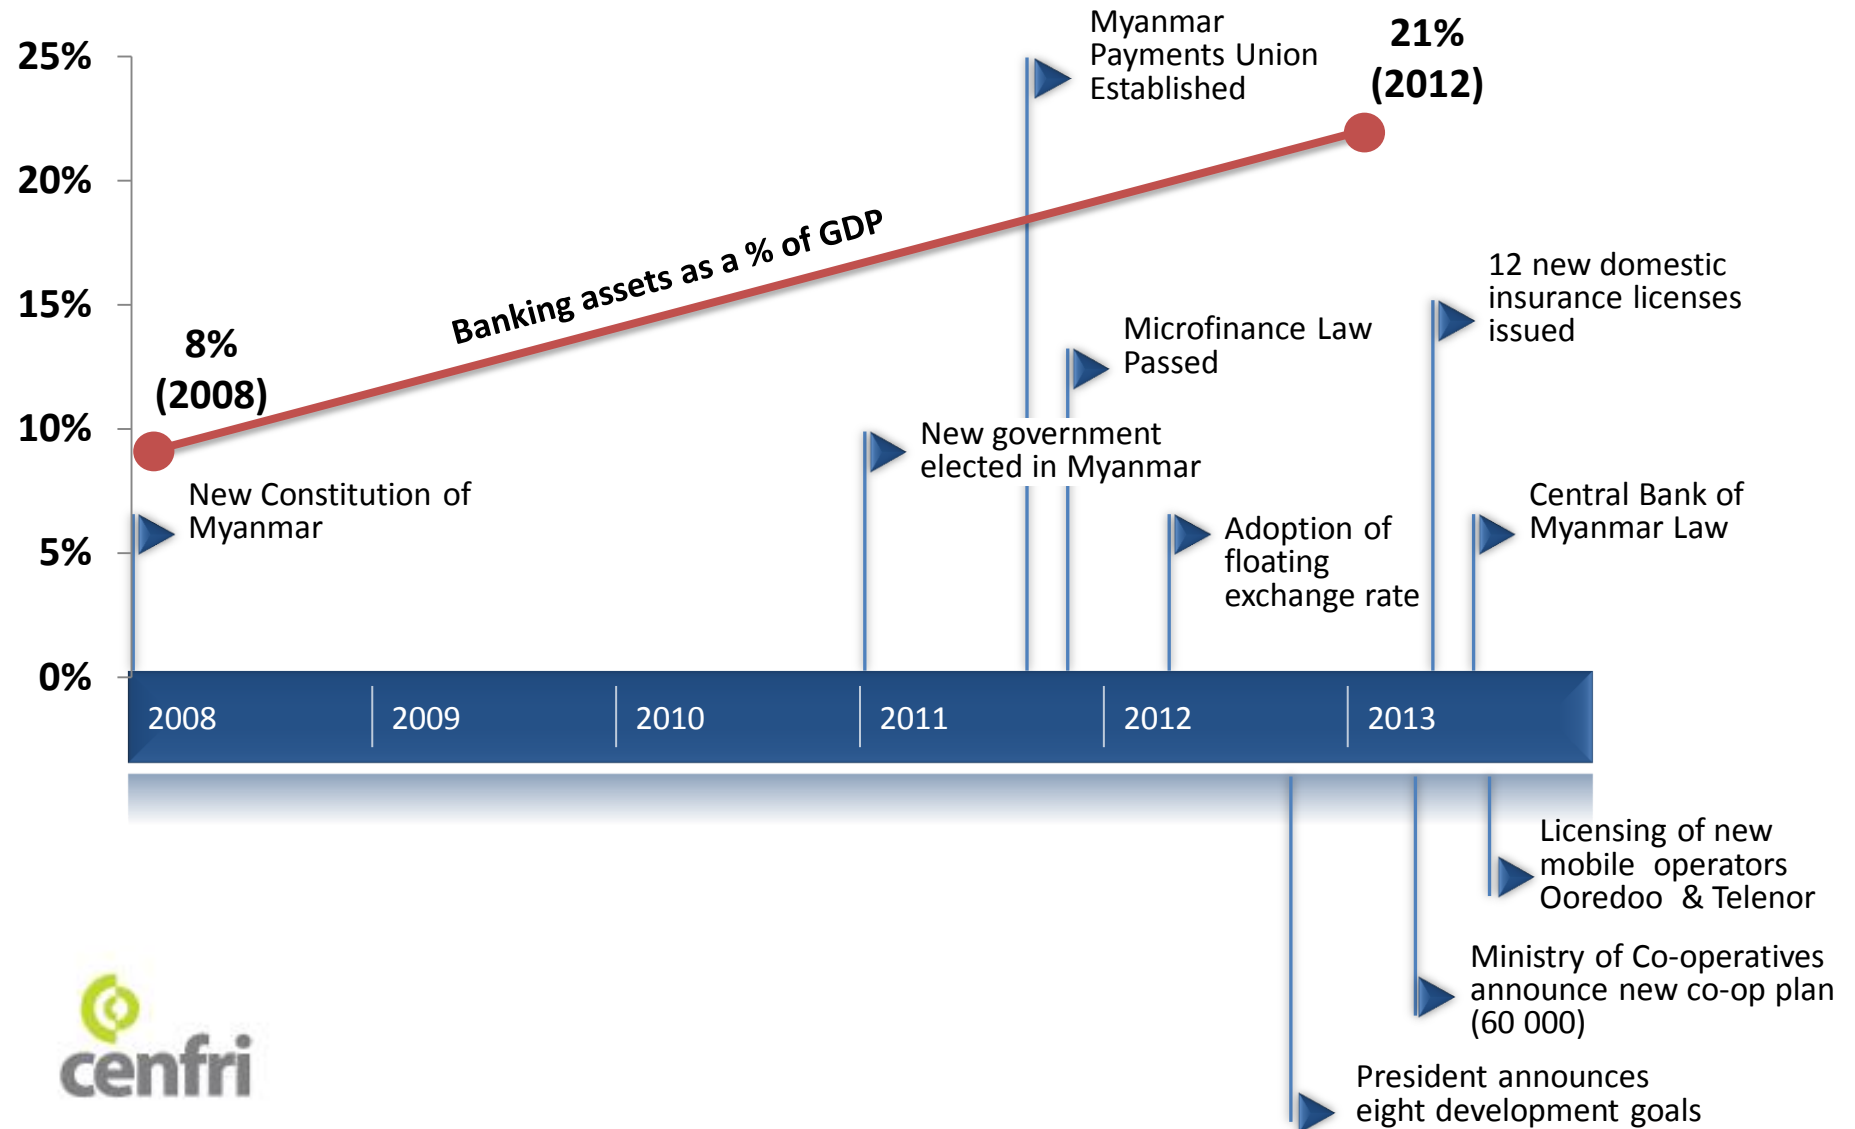 25%
20%
15%
10%
5%
0%
Myanmar
Payments Union
Established
21%
(2012)
Banking assets as a % of GDP
8%
(2008)
12 new domestic
insurance licenses
issued
Microfinance Law
Passed
New government
elected in Myanmar
New Constitution of
Myanmar
Adoption of
floating
exchange rate
Central Bank of
Myanmar Law
2008
2009
2010
2011
2012
2013
Licensing of new
mobile operators
Ooredoo & Telenor
Ministry of Co-operatives
announce new co-op plan
(60 000)
President announces
eight development goals
cenfri